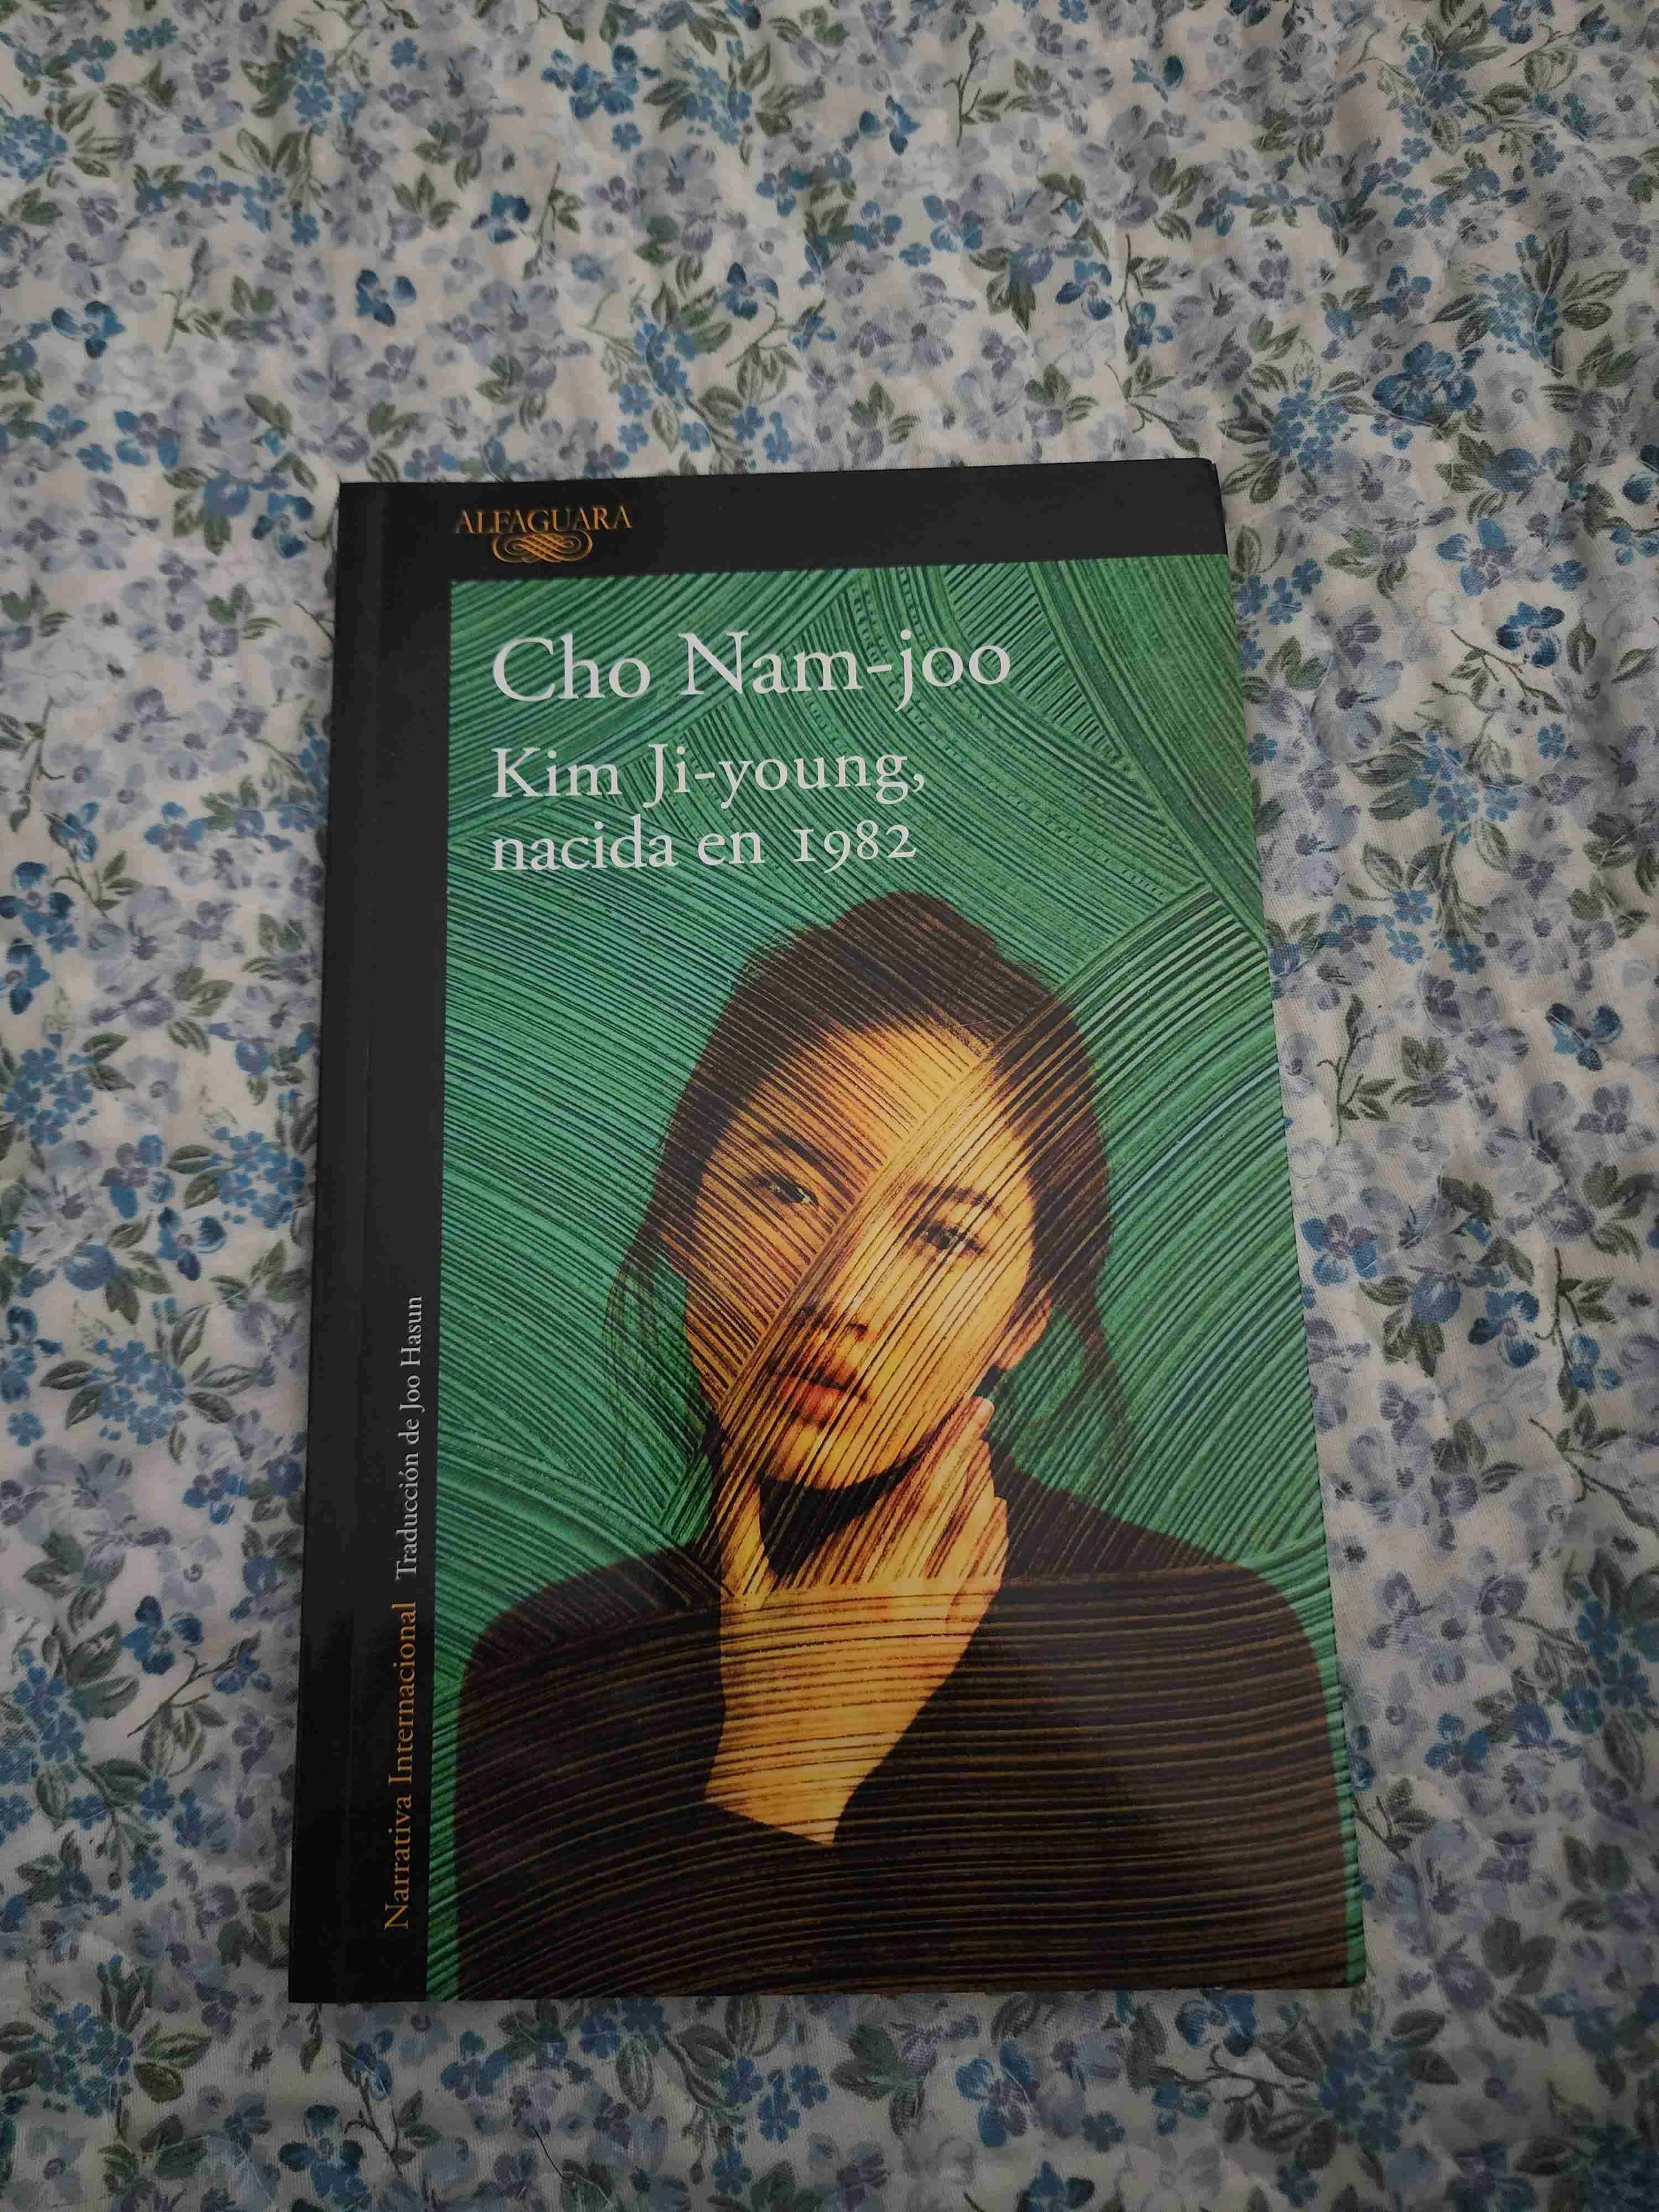 ALFAGUARA
Cho Nam-joo
Kim Ji-young,
nacida en 1982
Narrativa Internacional Traducción de Joo Hasun